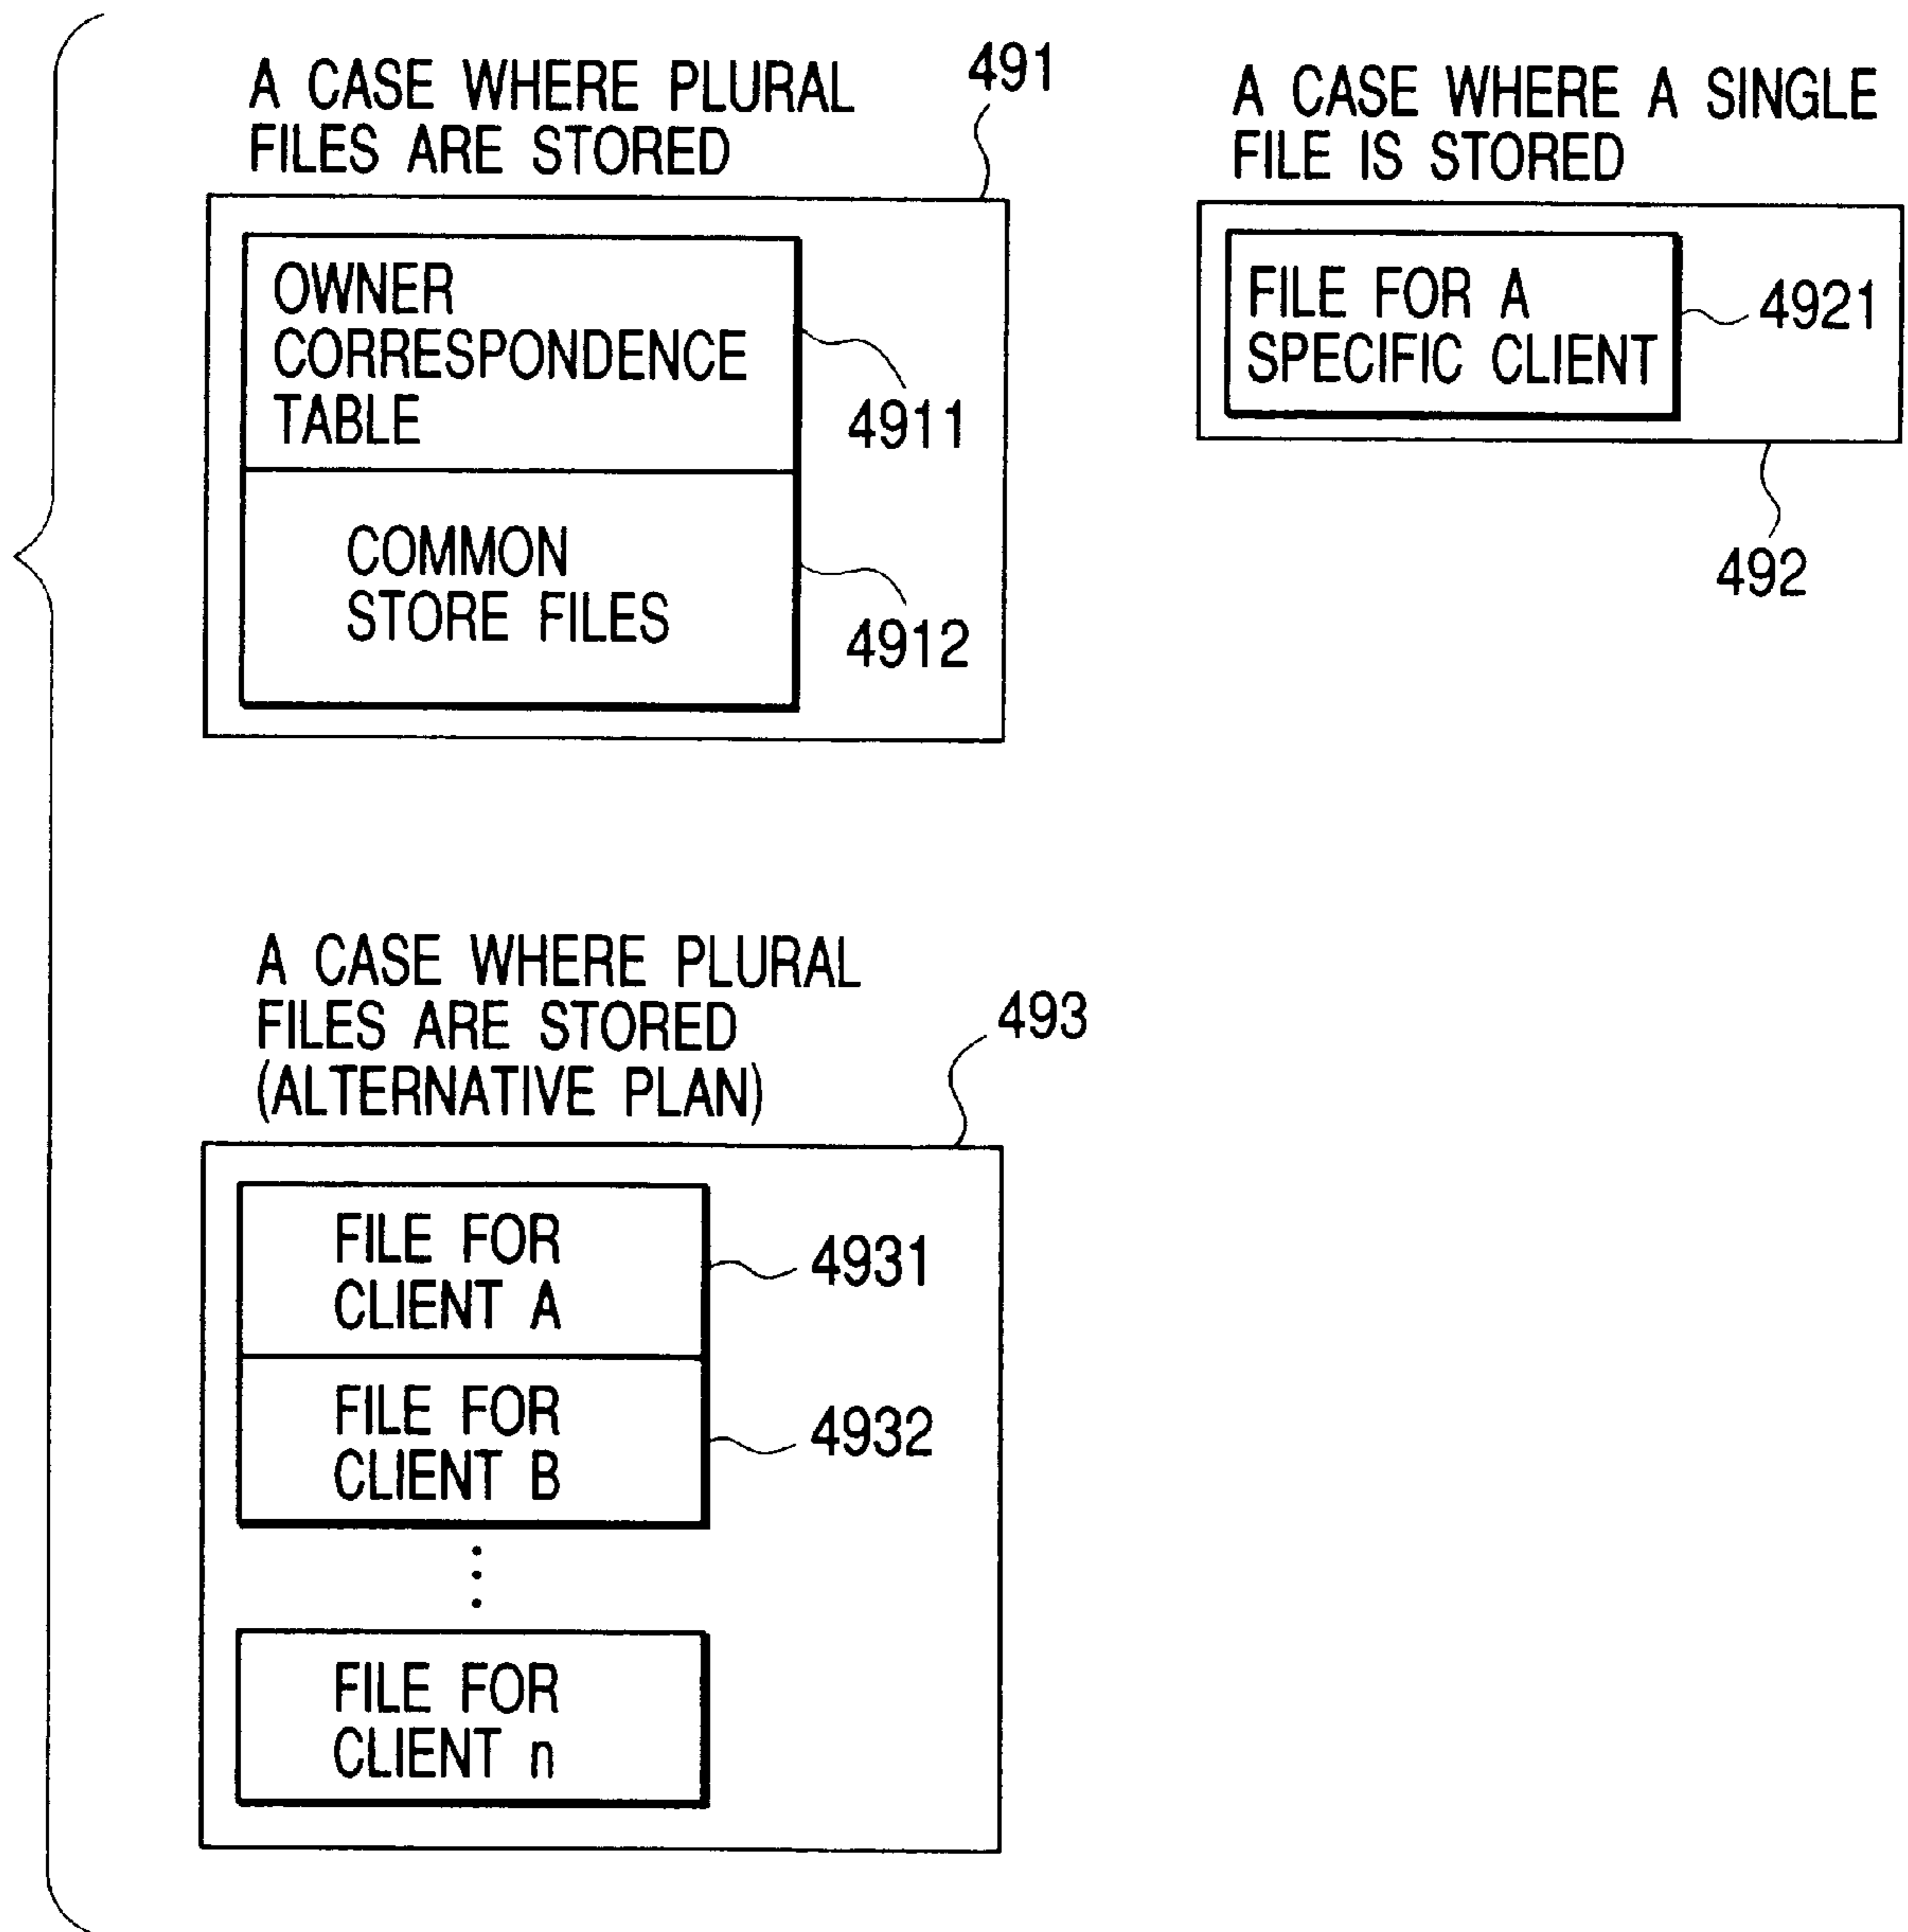 A CASE WHERE PLURAL
FILES ARE STORED
491
OWNER
CORRESPONDENCE
TABLE
4911
COMMON
STORE FILES
4912
A CASE WHERE A SINGLE
FILE IS STORED
FILE FOR A
SPECIFIC CLIENT
4921
492
A CASE WHERE PLURAL
FILES ARE STORED
(ALTERNATIVE PLAN)
493
FILE FOR
CLIENT A
4931
FILE FOR
CLIENT B
4932
FILE FOR
CLIENT n